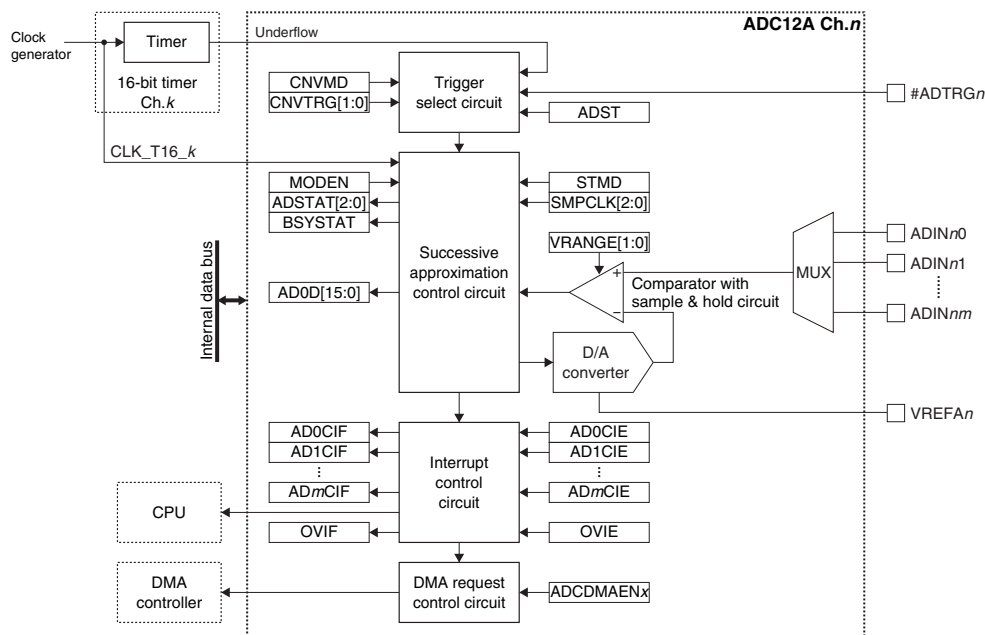 ADC12A Ch.n
Clock
generator
Timer
16-bit timer
Ch.k
Underflow
CNVMD
CNVTRG[1:0]
Trigger
select circuit
#ADTRGn
ADST
CLK_T16_k
MODEN
ADSTAT[2:0]
BSYSTAT
STMD
SMPCLK[2:0]
Successive
approximation
control circuit
VRANGE[1:0]
+
−
Comparator with
sample & hold circuit
MUX
ADINn0
ADINn1
ADINnm
Internal data bus
AD0D[15:0]
D/A
converter
VREFAn
AD0CIF
AD1CIF
ADmCIF
OVIF
Interrupt
control
circuit
AD0CIE
AD1CIE
ADmCIE
OVIE
CPU
DMA
controller
DMA request
control circuit
ADCDMAENx